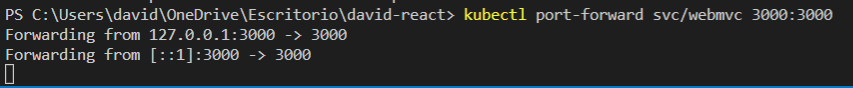 PS C:\Users\david\OneDrive\Escritorio\david-react> kubectl port-forward svc/webmvc 3000:3000
Forwarding from 127.0.0.1:3000 -> 3000
Forwarding from [::1]:3000 -> 3000